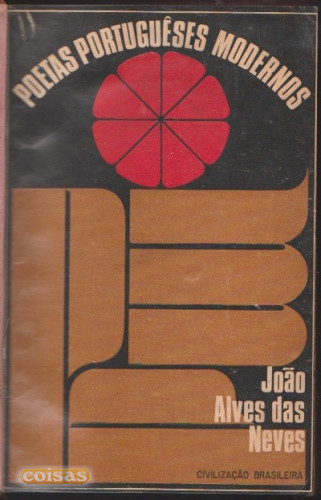 POETAS PORTUGUÊSES MODERNOS
João
Alves das
Neves
CIVILIZAÇÃO BRASILEIRA
coisas